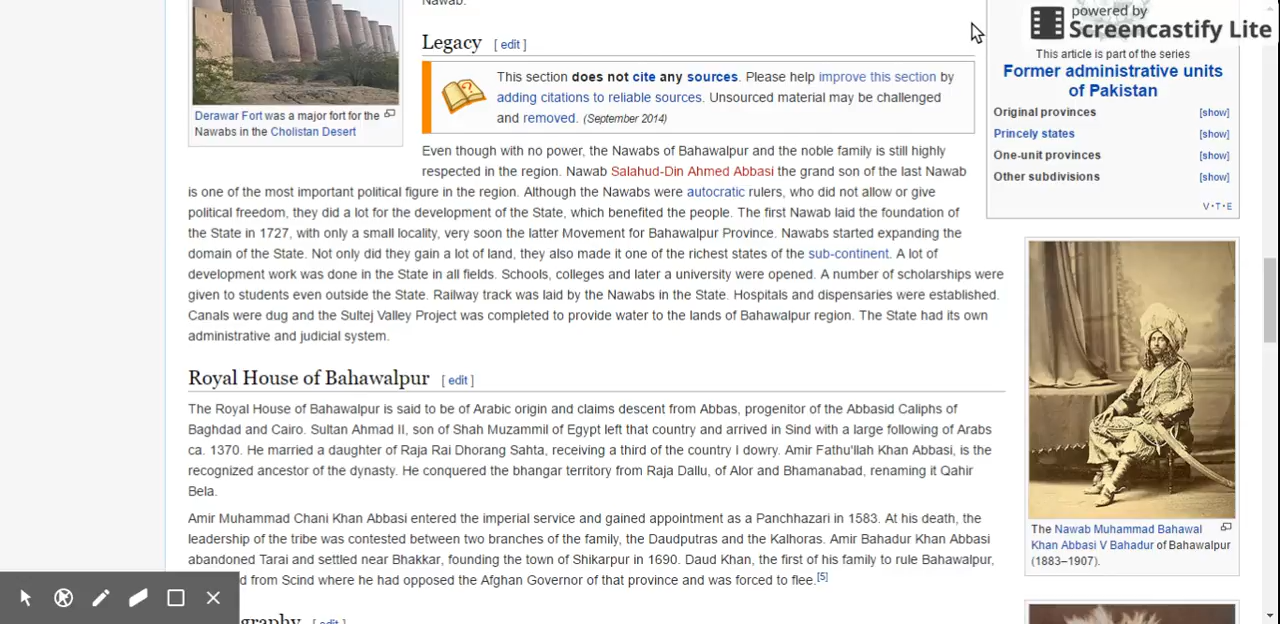 Nawab.
powered by
Screencastify Lite
Legacy [ edit ]
This section does not cite any sources. Please help improve this section by
adding citations to reliable sources. Unsourced material may be challenged
and removed. (September 2014)
Derawar Fort was a major fort for the
Nawabs in the Cholistan Desert
Even though with no power, the Nawabs of Bahawalpur and the noble family is still highly
respected in the region. Nawab Salahud-Din Ahmed Abbasi the grand son of the last Nawab
is one of the most important political figure in the region. Although the Nawabs were autocratic rulers, who did not allow or give
political freedom, they did a lot for the development of the State, which benefited the people. The first Nawab laid the foundation of
the State in 1727, with only a small locality, very soon the latter Movement for Bahawalpur Province. Nawabs started expanding the
domain of the State. Not only did they gain a lot of land, they also made it one of the richest states of the sub-continent. A lot of
development work was done in the State in all fields. Schools, colleges and later a university were opened. A number of scholarships were
given to students even outside the State. Railway track was laid by the Nawabs in the State. Hospitals and dispensaries were established.
Canals were dug and the Sultej Valley Project was completed to provide water to the lands of Bahawalpur region. The State had its own
administrative and judicial system.
Royal House of Bahawalpur [ edit ]
The Royal House of Bahawalpur is said to be of Arabic origin and claims descent from Abbas, progenitor of the Abbasid Caliphs of
Baghdad and Cairo. Sultan Ahmad II, son of Shah Muzammil of Egypt left that country and arrived in Sind with a large following of Arabs
ca. 1370. He married a daughter of Raja Rai Dhorang Sahta, receiving a third of the country I dowry. Amir Fathu'llah Khan Abbasi, is the
recognized ancestor of the dynasty. He conquered the bhangar territory from Raja Dallu, of Alor and Bhamanabad, renaming it Qahir
Bela.
Amir Muhammad Chani Khan Abbasi entered the imperial service and gained appointment as a Panchhazari in 1583. At his death, the
leadership of the tribe was contested between two branches of the family, the Daudputras and the Kalhoras. Amir Bahadur Khan Abbasi
abandoned Tarai and settled near Bhakkar, founding the town of Shikarpur in 1690. Daud Khan, the first of his family to rule Bahawalpur,
from Scind where he had opposed the Afghan Governor of that province and was forced to flee.[5]
[ edit ]
This article is part of the series
Former administrative units
of Pakistan
Original provinces [show]
Princely states [show]
One-unit provinces [show]
Other subdivisions [show]
V·T·E
The Nawab Muhammad Bahawal
Khan Abbasi V Bahadur of Bahawalpur
(1883–1907).